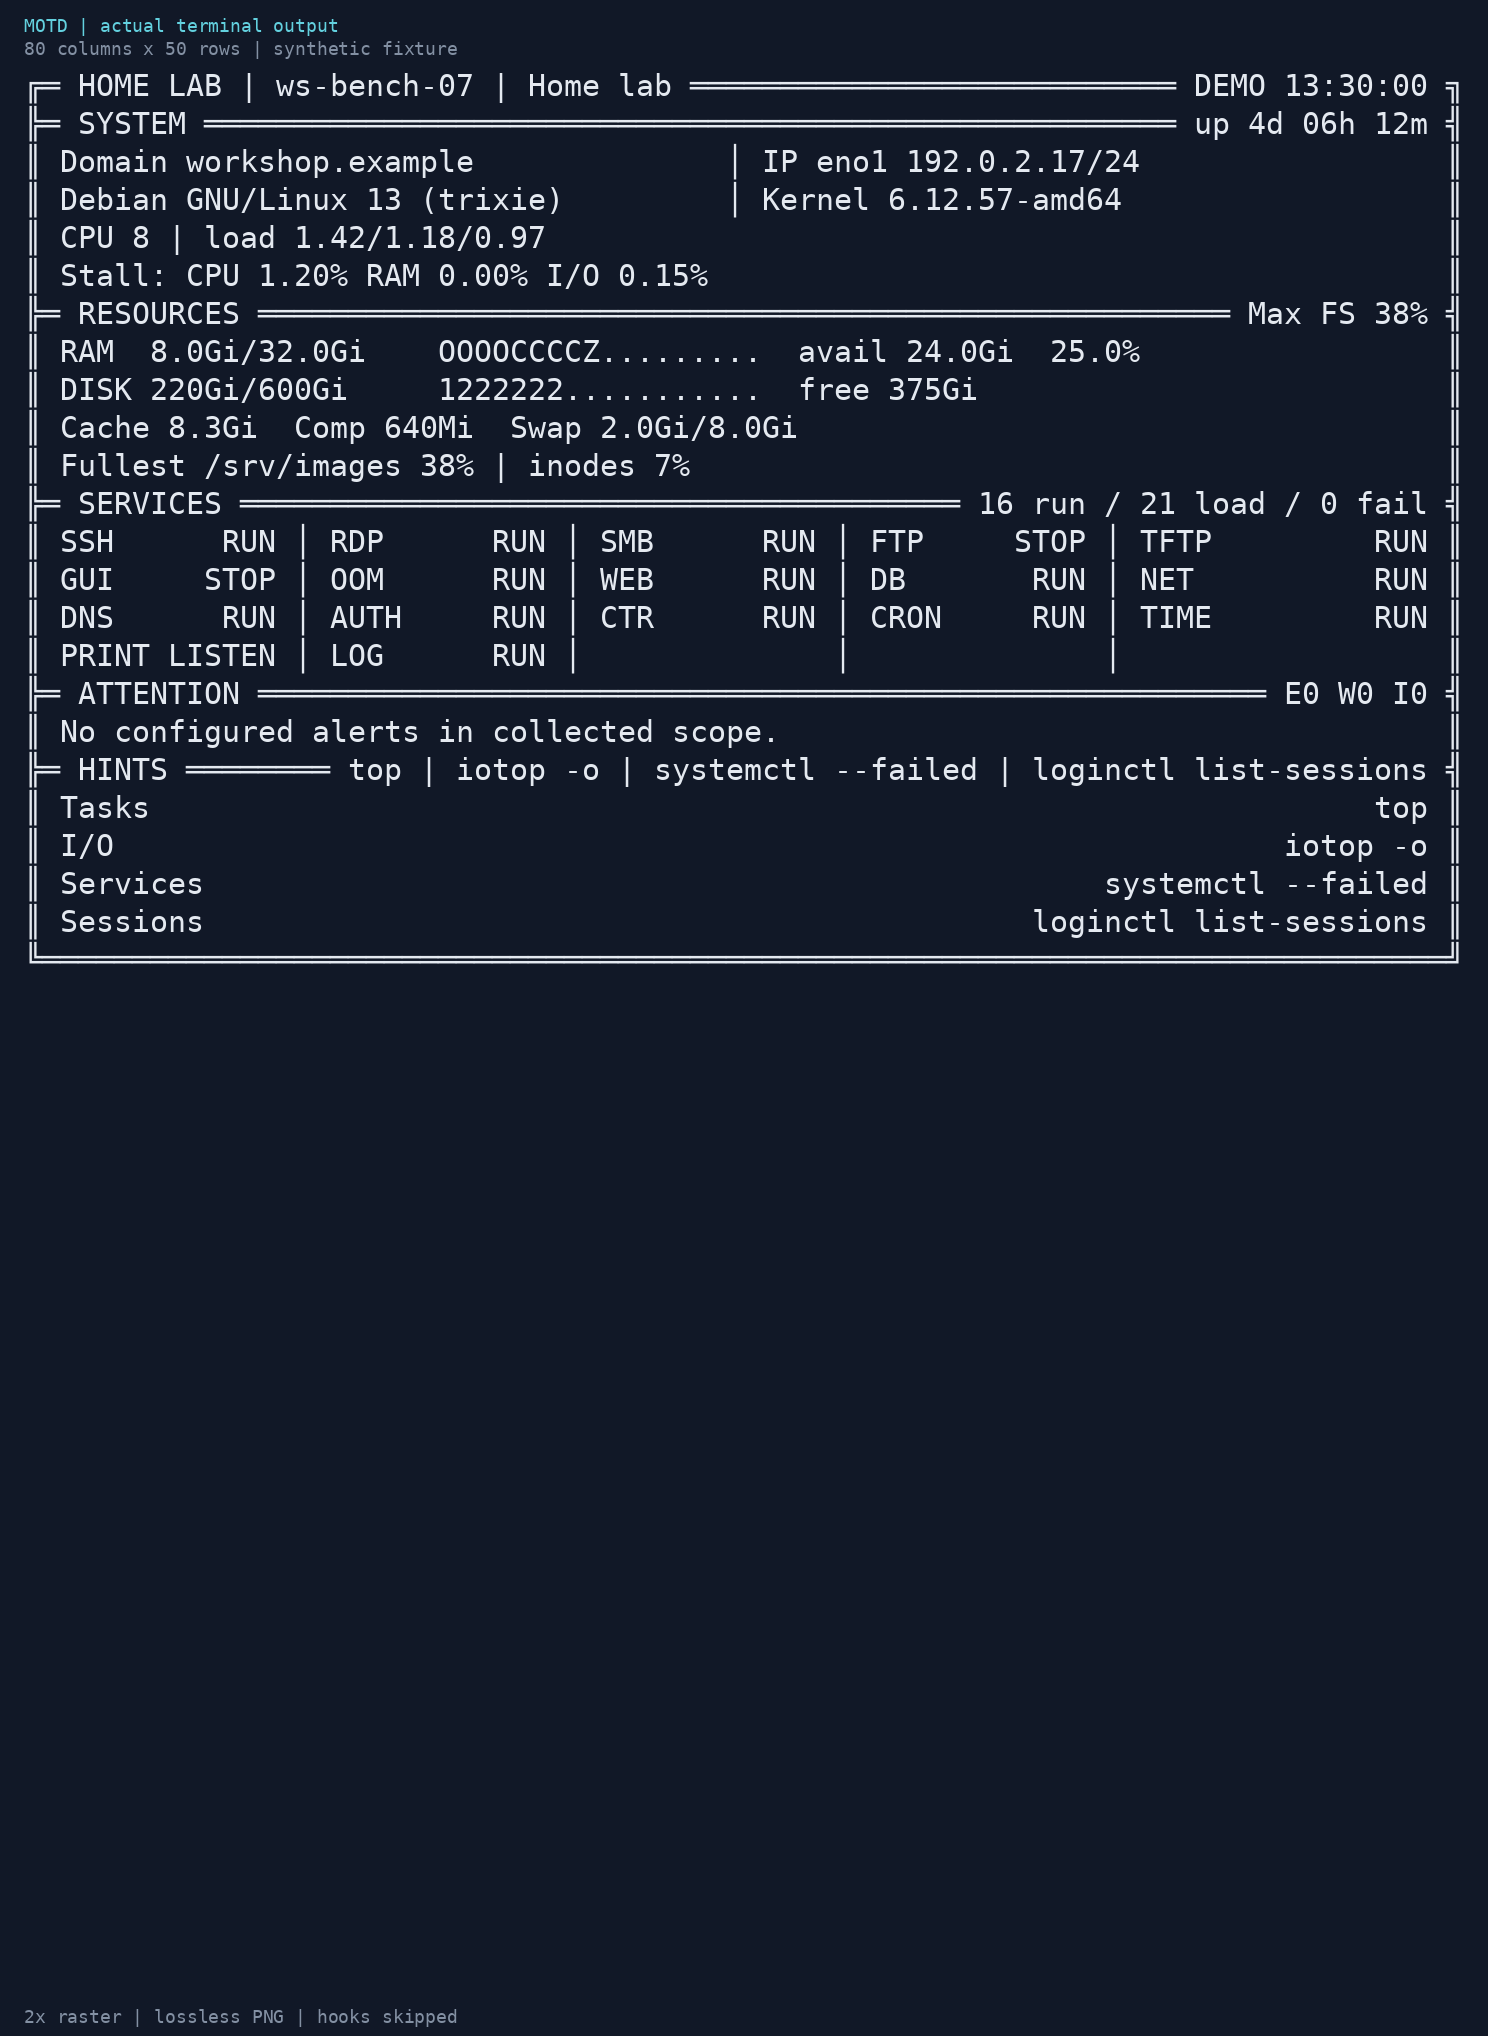 MOTD | actual terminal output
80 columns x 50 rows | synthetic fixture
╔═ HOME LAB | ws-bench-07 | Home lab ═══════════════════════════ DEMO 13:30:00 ╗
╠═ SYSTEM ══════════════════════════════════════════════════════ up 4d 06h 12m ╣
║ Domain workshop.example              │ IP eno1 192.0.2.17/24                 ║
║ Debian GNU/Linux 13 (trixie)         │ Kernel 6.12.57-amd64                  ║
║ CPU 8 | load 1.42/1.18/0.97                                                  ║
║ Stall: CPU 1.20% RAM 0.00% I/O 0.15%                                         ║
╠═ RESOURCES ══════════════════════════════════════════════════════ Max FS 38% ╣
║ RAM  8.0Gi/32.0Gi    OOOOCCCCZ.........  avail 24.0Gi  25.0%                 ║
║ DISK 220Gi/600Gi     1222222...........  free 375Gi                          ║
║ Cache 8.3Gi  Comp 640Mi  Swap 2.0Gi/8.0Gi                                    ║
║ Fullest /srv/images 38% | inodes 7%                                          ║
╠═ SERVICES ════════════════════════════════════════ 16 run / 21 load / 0 fail ╣
║ SSH      RUN │ RDP      RUN │ SMB      RUN │ FTP     STOP │ TFTP         RUN ║
║ GUI     STOP │ OOM      RUN │ WEB      RUN │ DB       RUN │ NET          RUN ║
║ DNS      RUN │ AUTH     RUN │ CTR      RUN │ CRON     RUN │ TIME         RUN ║
║ PRINT LISTEN │ LOG      RUN │              │              │                  ║
╠═ ATTENTION ════════════════════════════════════════════════════════ E0 W0 I0 ╣
║ No configured alerts in collected scope.                                     ║
╠═ HINTS ════════ top | iotop -o | systemctl --failed | loginctl list-sessions ╣
║ Tasks                                                                    top ║
║ I/O                                                                 iotop -o ║
║ Services                                                  systemctl --failed ║
║ Sessions                                              loginctl list-sessions ║
╚══════════════════════════════════════════════════════════════════════════════╝
2x raster | lossless PNG | hooks skipped